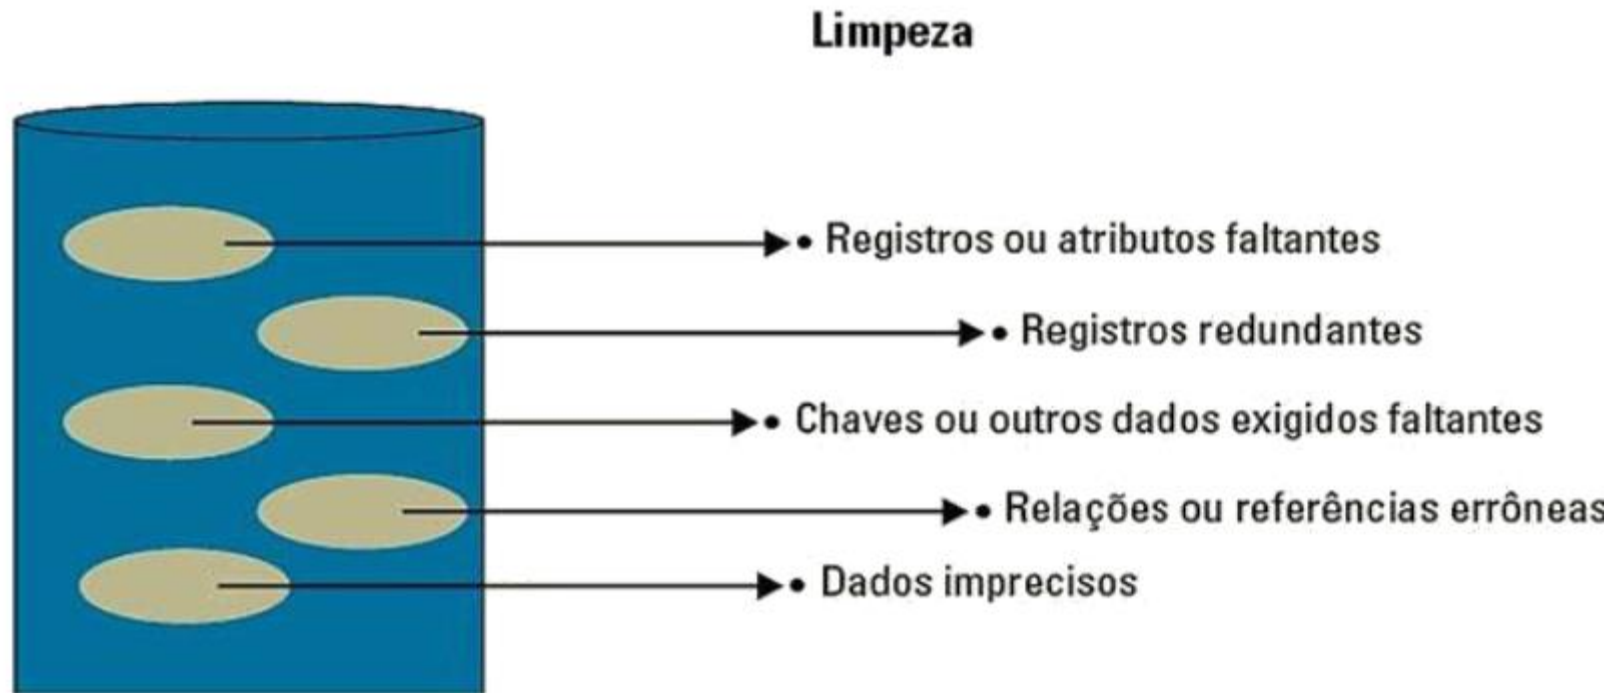 Limpeza
• Registros ou atributos faltantes
• Registros redundantes
• Chaves ou outros dados exigidos faltantes
• Relações ou referências errôneas
• Dados imprecisos